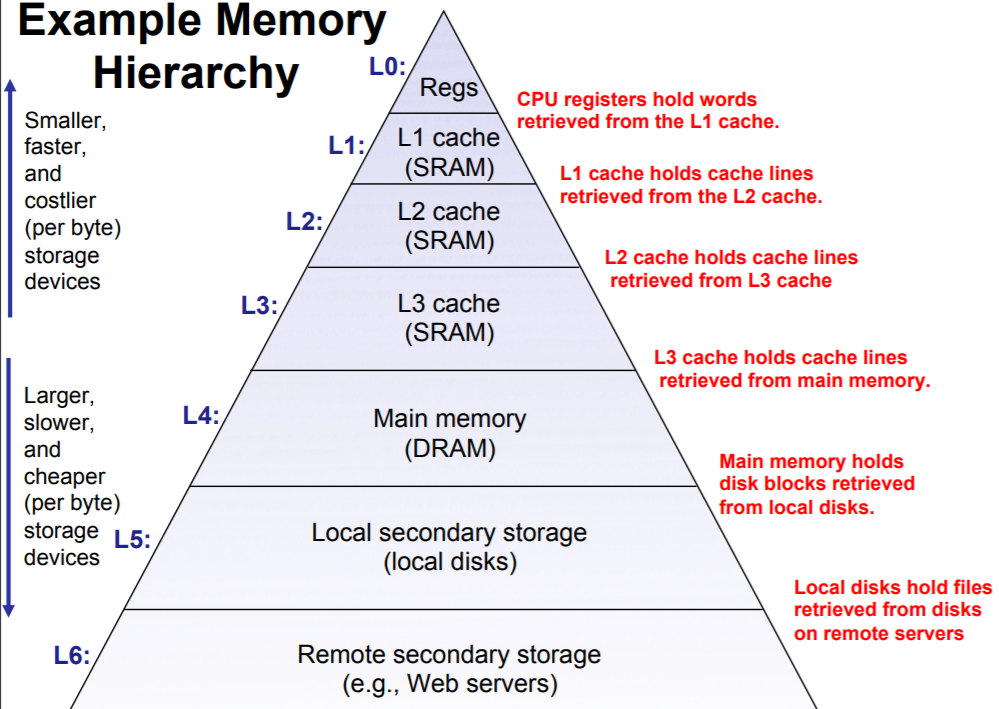 Example Memory
Hierarchy
L0:
Regs
CPU registers hold words
retrieved from the L1 cache.
Smaller,
faster,
and
costlier
(per byte)
storage
devices
L1:
L1 cache
(SRAM)
L1 cache holds cache lines
retrieved from the L2 cache.
L2:
L2 cache
(SRAM)
L2 cache holds cache lines
retrieved from L3 cache
L3:
L3 cache
(SRAM)
L3 cache holds cache lines
retrieved from main memory.
Larger,
slower,
and
cheaper
(per byte)
storage
devices
L4:
Main memory
(DRAM)
Main memory holds
disk blocks retrieved
from local disks.
L5:
Local secondary storage
(local disks)
Local disks hold files
retrieved from disks
on remote servers
L6:
Remote secondary storage
(e.g., Web servers)